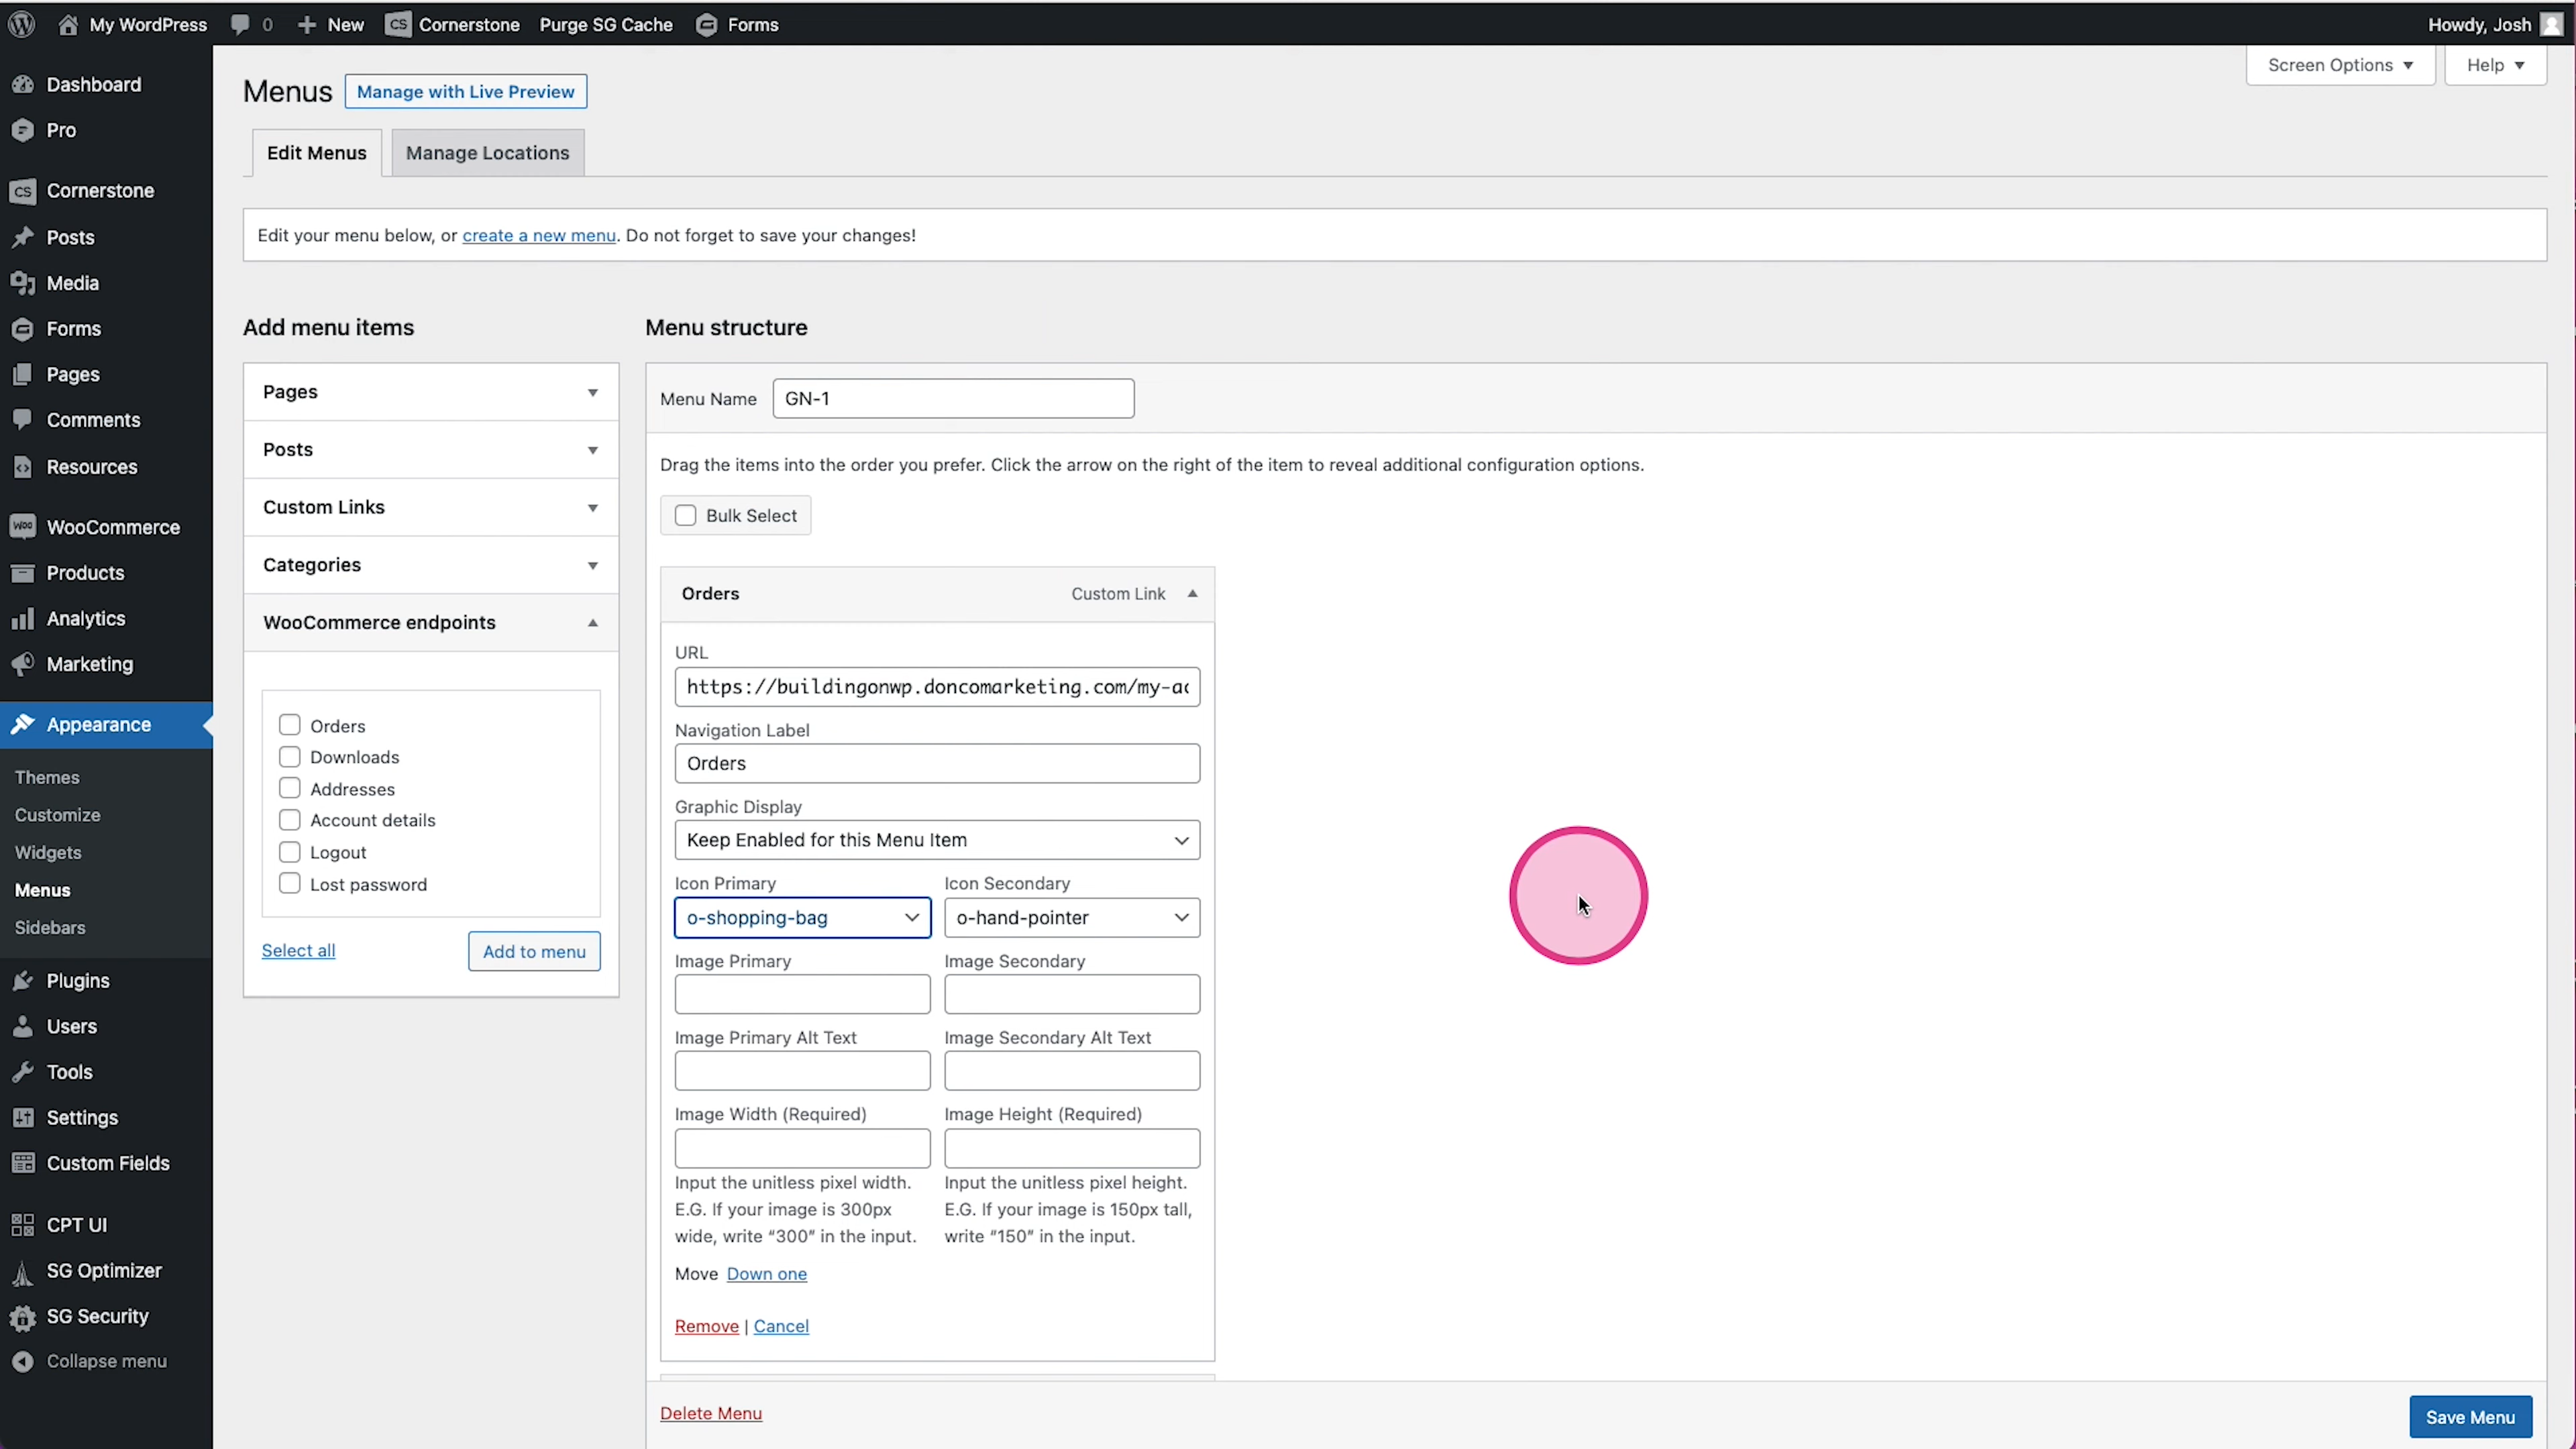 My WordPress 0 New CS Cornerstone Purge SG Cache Forms Howdy, Josh
Dashboard
Pro
CS Cornerstone
Posts
Media
Forms
Pages
Comments
Resources
Woo WooCommerce
Products
Analytics
Marketing
Appearance
Themes
Customize
Widgets
Menus
Sidebars
Plugins
Users
Tools
Settings
Custom Fields
CPT UI
SG Optimizer
SG Security
Collapse menu
Screen Options Help
Menus Manage with Live Preview
Edit Menus Manage Locations
Edit your menu below, or create a new menu. Do not forget to save your changes!
Add menu items
Pages
Posts
Custom Links
Categories
WooCommerce endpoints
Orders
Downloads
Addresses
Account details
Logout
Lost password
Select all Add to menu
Menu structure
Menu Name GN-1
Drag the items into the order you prefer. Click the arrow on the right of the item to reveal additional configuration options.
Bulk Select
Orders Custom Link
URL
https://buildingonwp.doncomarketing.com/my-ac
Navigation Label
Orders
Graphic Display
Keep Enabled for this Menu Item
Icon Primary Icon Secondary
o-shopping-bag o-hand-pointer
Image Primary Image Secondary
Image Primary Alt Text Image Secondary Alt Text
Image Width (Required) Image Height (Required)
Input the unitless pixel width. Input the unitless pixel height.
E.G. If your image is 300px E.G. If your image is 150px tall,
wide, write “300” in the input. write “150” in the input.
Move Down one
Remove | Cancel
Delete Menu Save Menu